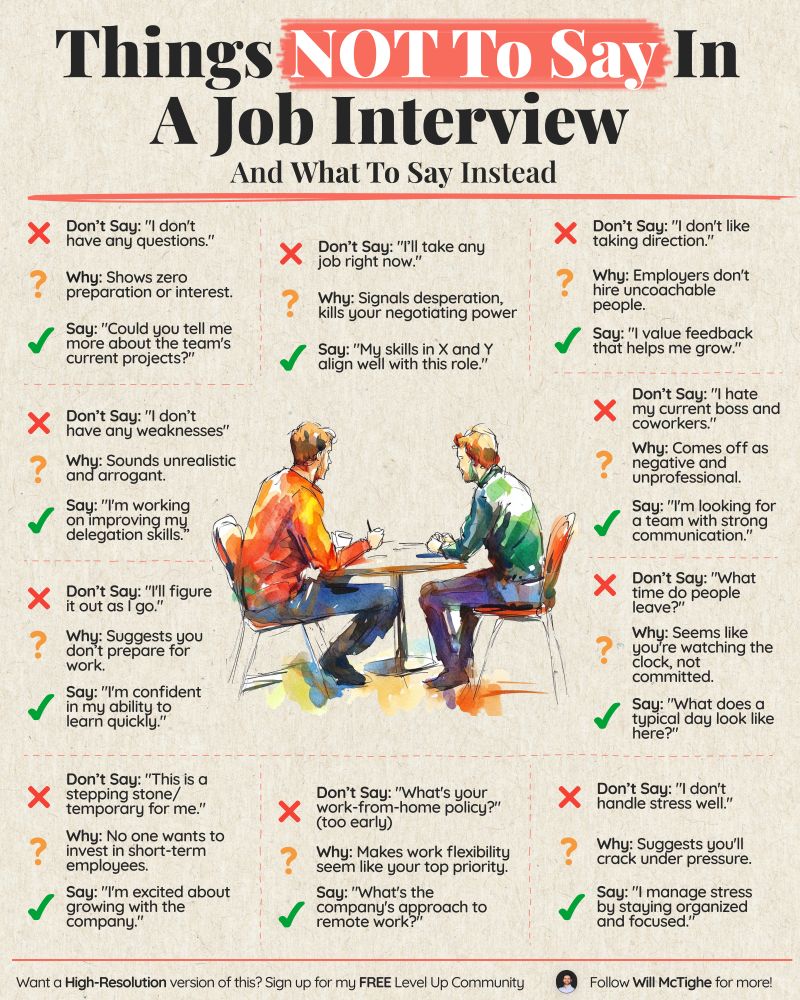 Things NOT To Say In
A Job Interview
And What To Say Instead
Don't Say: "I don't
have any questions."
Why: Shows zero
preparation or interest.
Say: "Could you tell me
more about the team's
current projects?"
Don't Say: "I'll take any
job right now."
Why: Signals desperation,
kills your negotiating power
Say: "My skills in X and Y
align well with this role."
Don't Say: "I don't like
taking direction."
Why: Employers don't
hire uncoachable
people.
Say: "I value feedback
that helps me grow."
Don't Say: "I don't
have any weaknesses"
Why: Sounds unrealistic
and arrogant.
Say: "I'm working
on improving my
delegation skills."
Don't Say: "I hate
my current boss and
coworkers."
Why: Comes off as
negative and
unprofessional.
Say: "I'm looking for
a team with strong
communication."
Don't Say: "I'll figure
it out as I go."
Why: Suggests you
don't prepare for
work.
Say: "I'm confident
in my ability to
learn quickly."
Don't Say: "What
time do people
leave?"
Why: Seems like
you're watching the
clock, not
committed.
Say: "What does a
typical day look like
here?"
Don't Say: "This is a
stepping stone/
temporary for me."
Why: No one wants to
invest in short-term
employees.
Say: "I'm excited about
growing with the
company."
Don't Say: "What's your
work-from-home policy?"
(too early)
Why: Makes work flexibility
seem like your top priority.
Say: "What's the
company's approach to
remote work?"
Don't Say: "I don't
handle stress well."
Why: Suggests you'll
crack under pressure.
Say: "I manage stress
by staying organized
and focused."
Want a High-Resolution version of this? Sign up for my FREE Level Up Community
Follow Will McTighe for more!